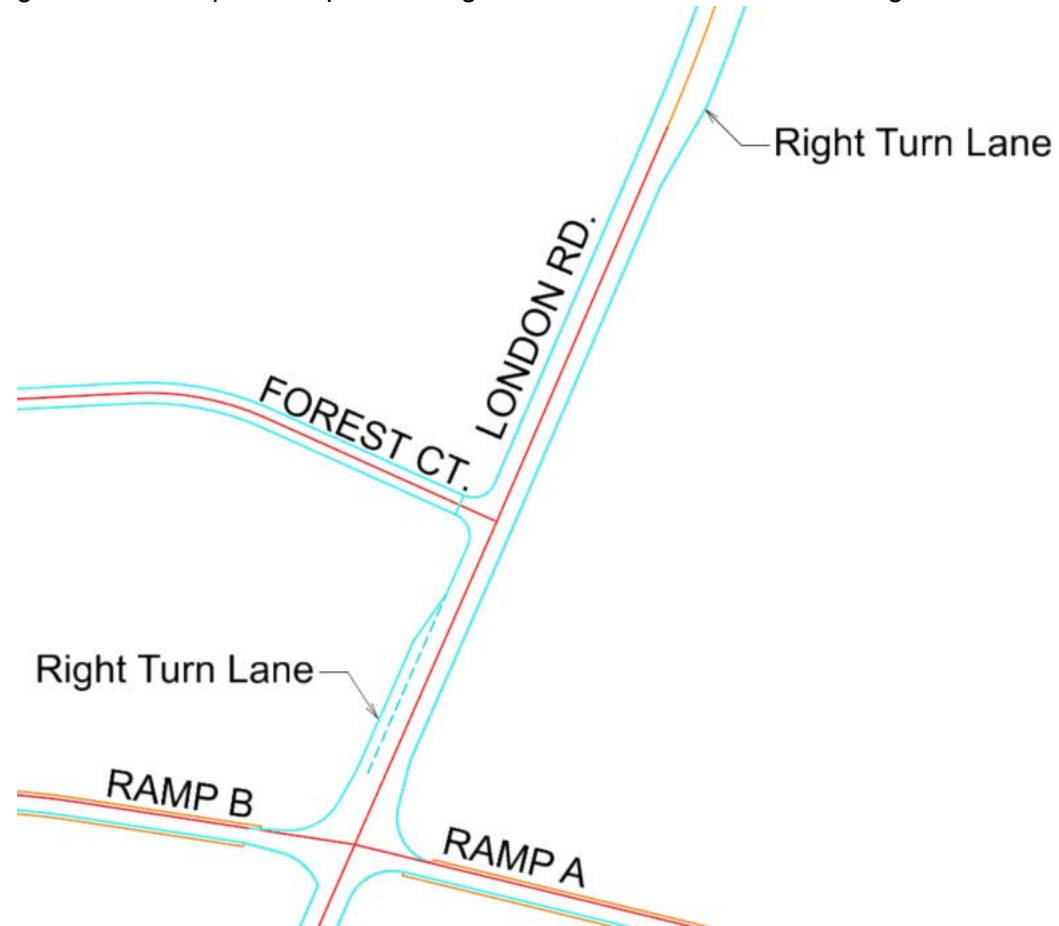 Right Turn Lane
LONDON RD.
FOREST CT.
Right Turn Lane
RAMP B
RAMP A